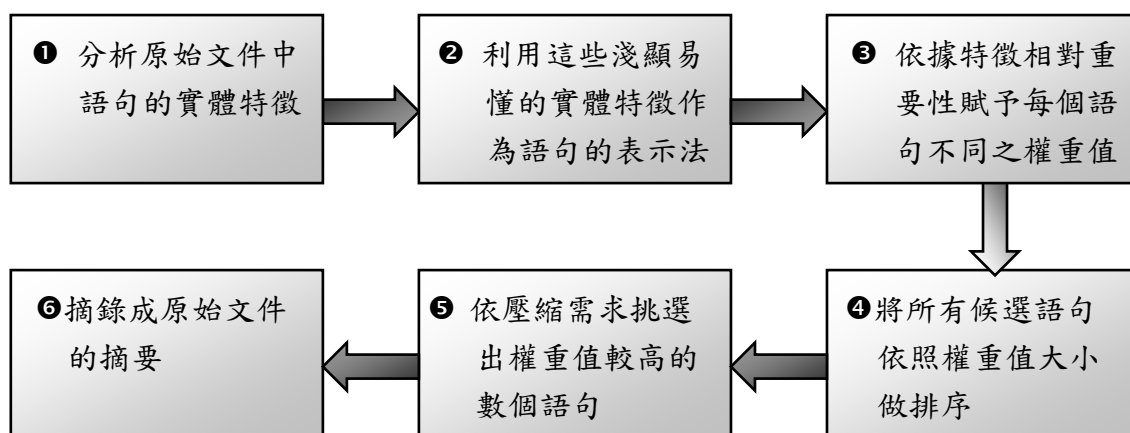 ❶ 分析原始文件中
語句的實體特徵
❷ 利用這些淺顯易
懂的實體特徵作
為語句的表示法
❸ 依據特徵相對重
要性賦予每個語
句不同之權重值
❹將所有候選語句
依照權重值大小
做排序
❺ 依壓縮需求挑選
出權重值較高的
數個語句
❻摘錄成原始文件
的摘要